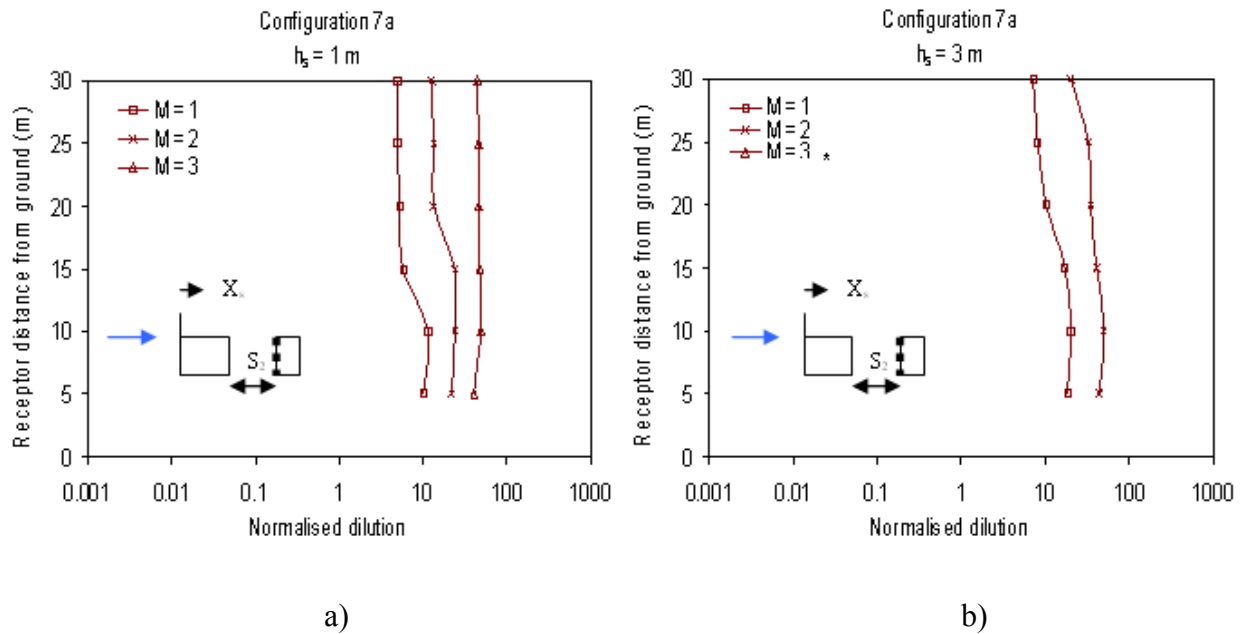 Configuration 7a
hs = 1 m
30
25
20
15
10
5
0
Receptor distance from ground (m)
M = 1
M = 2
M = 3
Xs
S2
0.001 0.01 0.1 1 10 100 1000
Normalised dilution
a)
Configuration 7a
hs = 3 m
30
25
20
15
10
5
0
Receptor distance from ground (m)
M = 1
M = 2
M = 3 *
Xs
S2
0.001 0.01 0.1 1 10 100 1000
Normalised dilution
b)